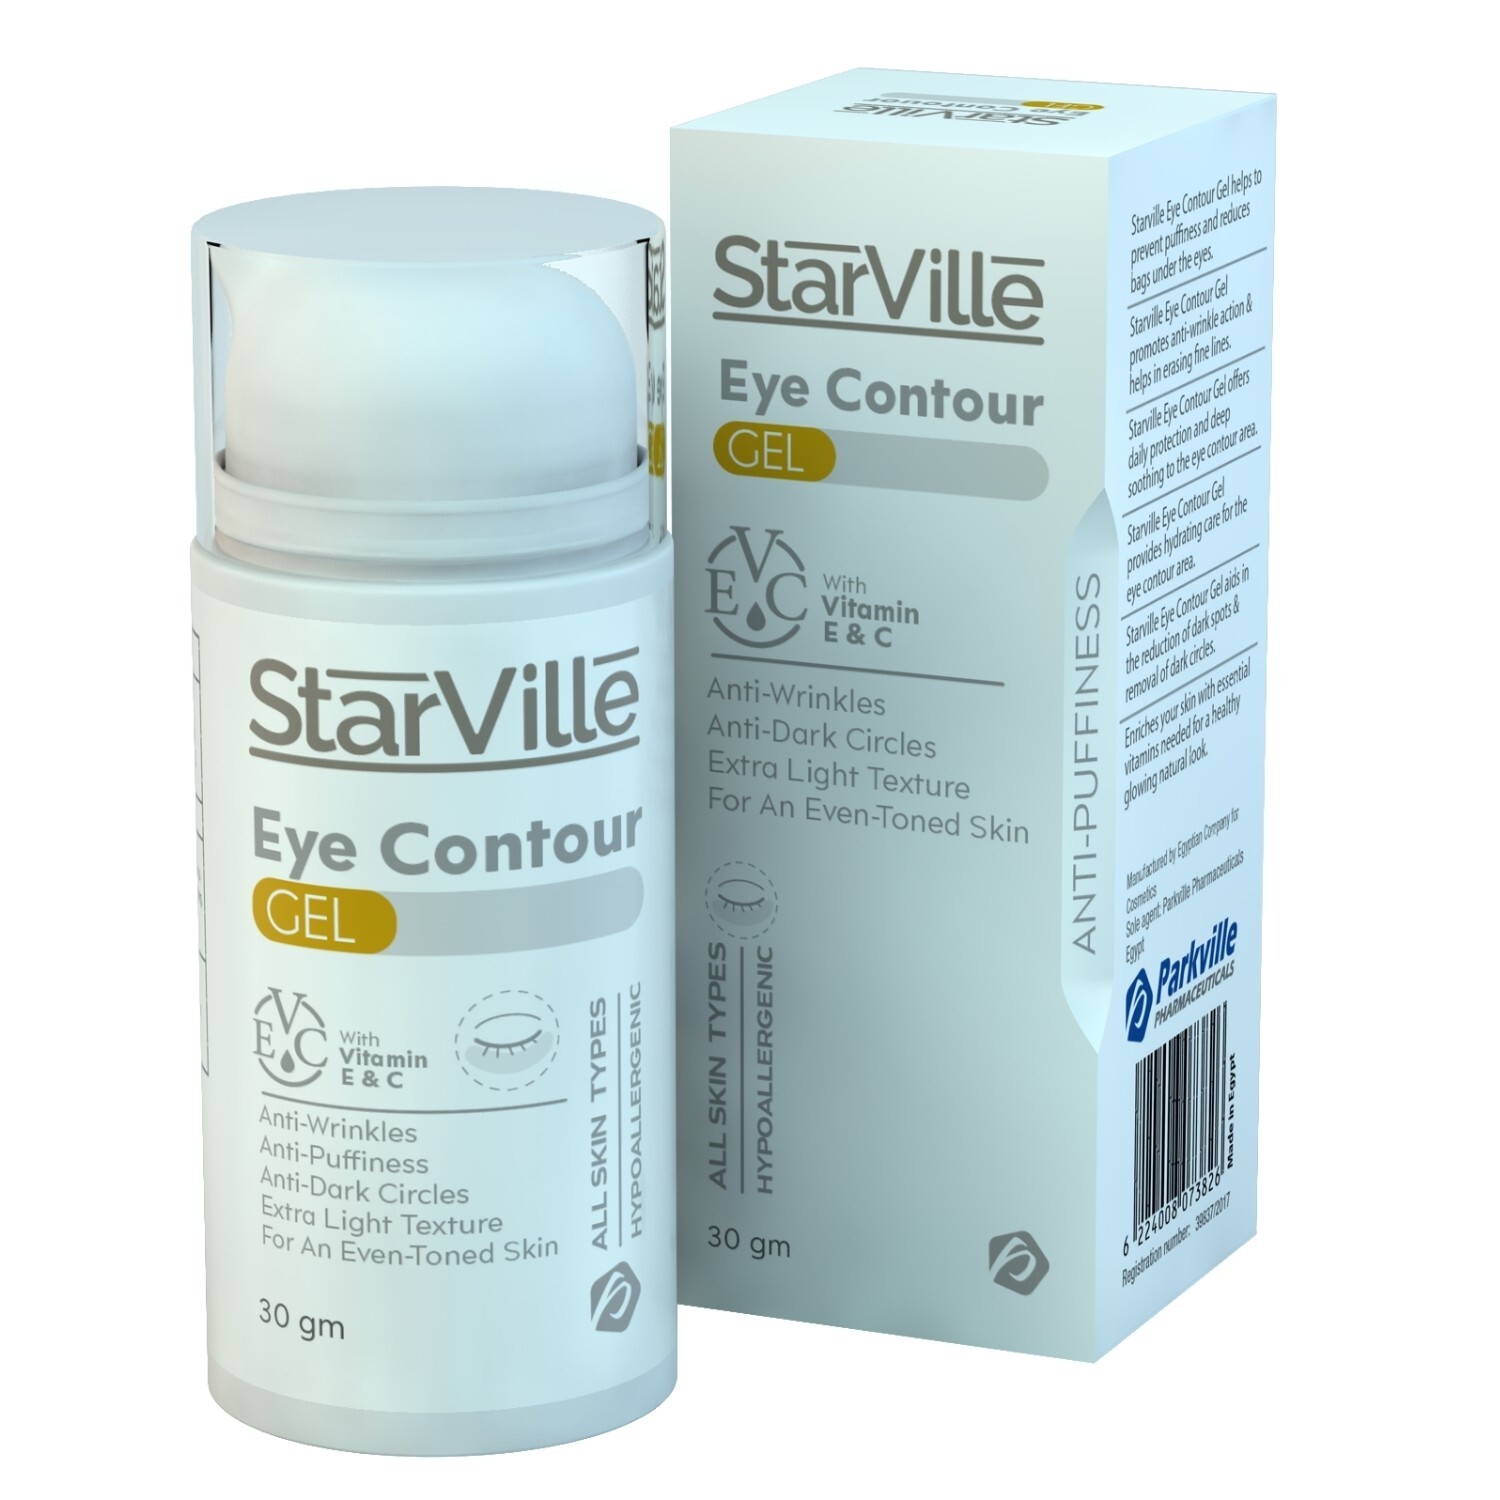 StarVille
Eye Contour
GEL
E V C
With
Vitamin
E & C
Anti-Wrinkles
Anti-Puffiness
Anti-Dark Circles
Extra Light Texture
For An Even-Toned Skin
30 gm
ALL SKIN TYPES
HYPOALLERGENIC
StarVille
Eye Contouer
GEL
StarVille
Eye Contour
GEL
E V C
With
Vitamin
E & C
Anti-Wrinkles
Anti-Dark Circles
Extra Light Texture
For An Even-Toned Skin
ALL SKIN TYPES
HYPOALLERGENIC
30 gm
ANTI-PUFFINESS
Starville Eye Contour Gel helps to
prevent puffiness and reduces
bags under the eyes.
Starville Eye Contour Gel
promotes anti-wrinkle action &
helps in erasing fine lines.
Starville Eye Contour Gel offers
daily protection and deep
soothing to the eye contour area.
Starville Eye Contour Gel
provides hydrating care for the
eye contour area.
Starville Eye Contour Gel aids in
the reduction of dark spots &
removal of dark circles.
Enriches your skin with essential
vitamins needed for a healthy
glowing natural look.
Manufactured by Egyptian Company for
Cosmetics
Sole agent: Parkville Pharmaceuticals
Egypt
Parkville
PHARMACEUTICALS
Made in Egypt
6 224008 073826
Registration number: 39837/2017